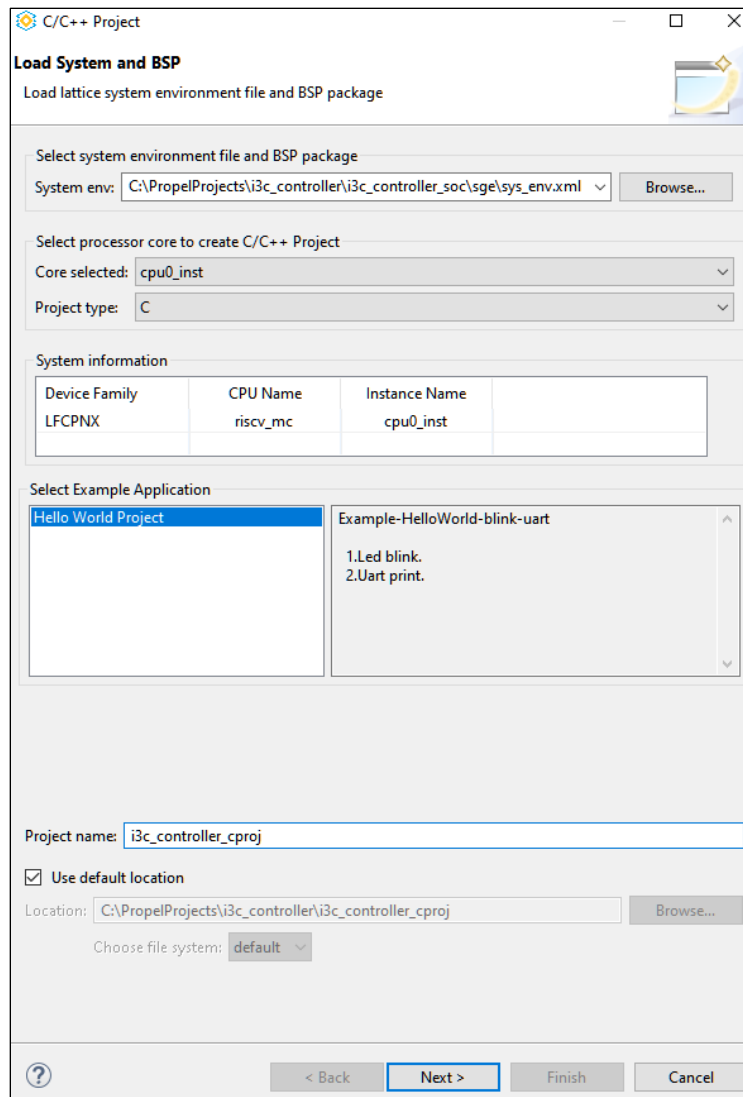 C/C++ Project
Load System and BSP
Load lattice system environment file and BSP package
Select system environment file and BSP package
System env: C:\PropelProjects\i3c_controller\i3c_controller_soc\sge\sys_env.xml Browse...
Select processor core to create C/C++ Project
Core selected: cpu0_inst
Project type: C
System information
Device Family CPU Name Instance Name
LFCPNX riscv_mc cpu0_inst
Select Example Application
Hello World Project
Example-HelloWorld-blink-uart
1.Led blink.
2.Uart print.
Project name: i3c_controller_cproj
Use default location
Location: C:\PropelProjects\i3c_controller\i3c_controller_cproj Browse...
Choose file system: default
? < Back Next > Finish Cancel